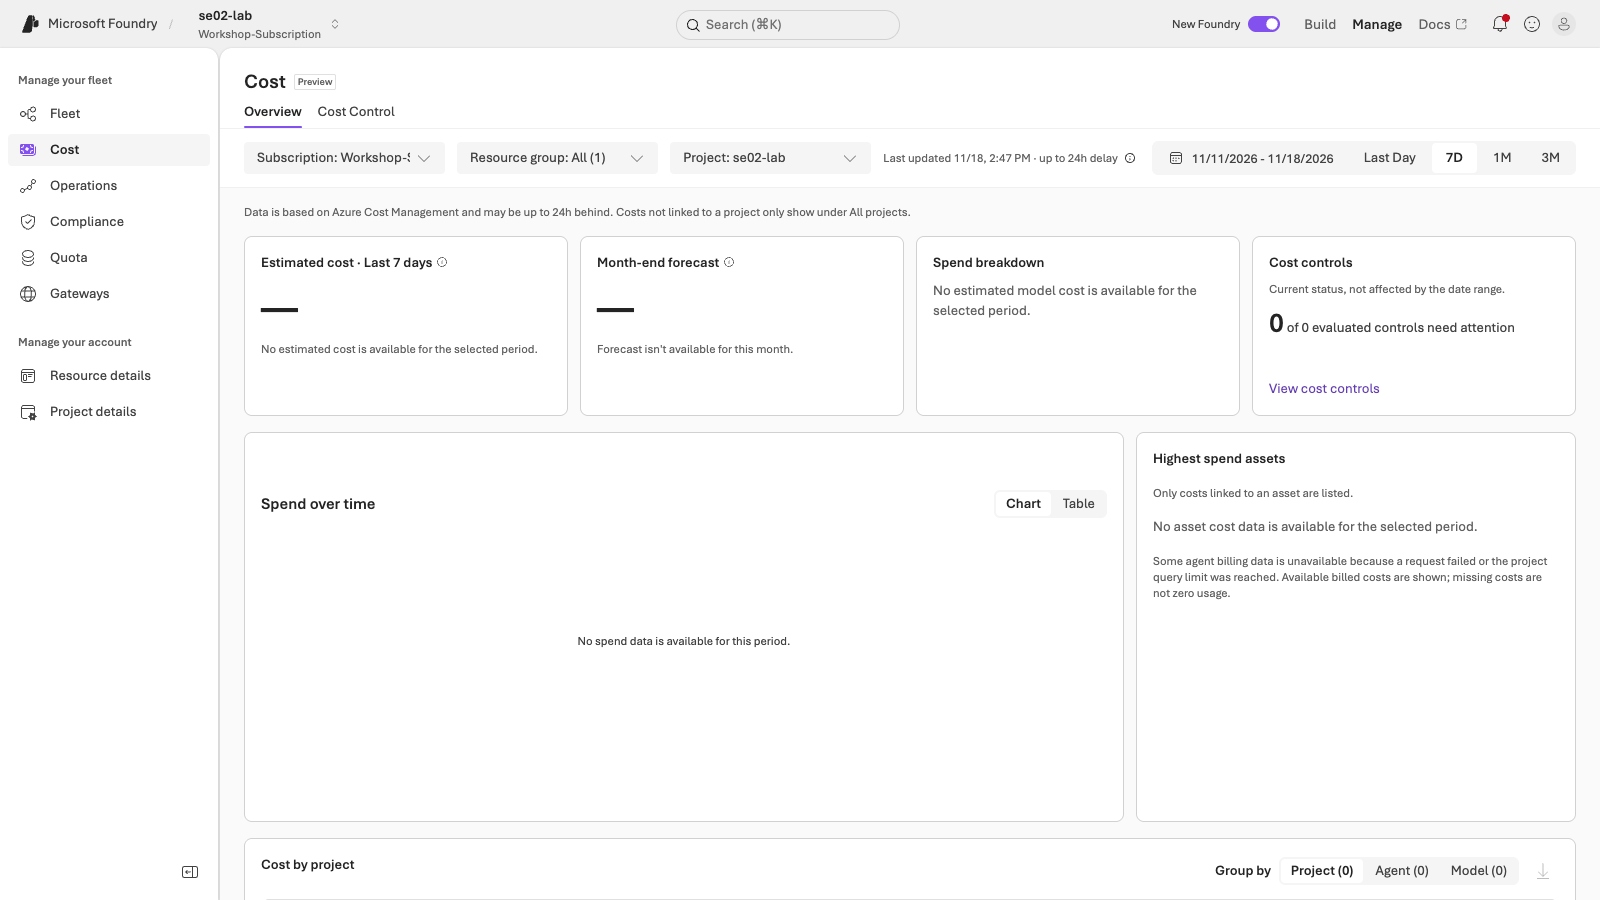 Microsoft Foundry
/
se02-lab
Workshop-Subscription
Search (⌘K)
New Foundry
Build
Manage
Docs
Manage your fleet
Fleet
Cost
Operations
Compliance
Quota
Gateways
Manage your account
Resource details
Project details
Cost
Preview
Overview
Cost Control
Subscription: Workshop-S
Resource group: All (1)
Project: se02-lab
Last updated 11/18, 2:47 PM · up to 24h delay
11/11/2026 - 11/18/2026
Last Day
7D
1M
3M
Data is based on Azure Cost Management and may be up to 24h behind. Costs not linked to a project only show under All projects.
Estimated cost · Last 7 days
—
No estimated cost is available for the selected period.
Month-end forecast
—
Forecast isn't available for this month.
Spend breakdown
No estimated model cost is available for the
selected period.
Cost controls
Current status, not affected by the date range.
0 of 0 evaluated controls need attention
View cost controls
Spend over time
Chart
Table
No spend data is available for this period.
Highest spend assets
Only costs linked to an asset are listed.
No asset cost data is available for the selected period.
Some agent billing data is unavailable because a request failed or the project
query limit was reached. Available billed costs are shown; missing costs are
not zero usage.
Cost by project
Group by
Project (0)
Agent (0)
Model (0)